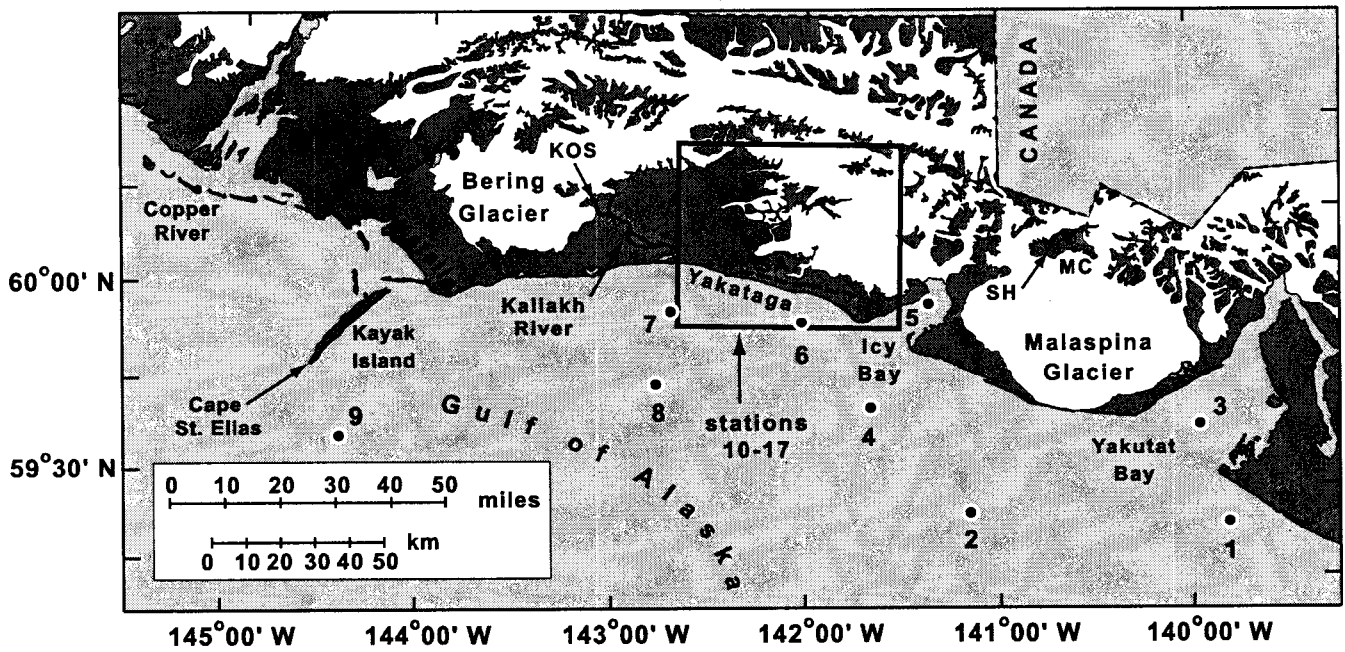 CANADA
KOS
Bering
Glacier
Copper
River
MC
SH
60°00' N
Kallakh
River
Yakataga
5
7
6
Kayak
Island
Icy
Bay
Malaspina
Glacier
Cape
St. Elias
9
8
4
3
stations
10-17
Gulf of Alaska
Yakutat
Bay
59°30' N
0 10 20 30 40 50 miles
km
0 10 20 30 40 50
2
1
145°00' W 144°00' W 143°00' W 142°00' W 141°00' W 140°00' W